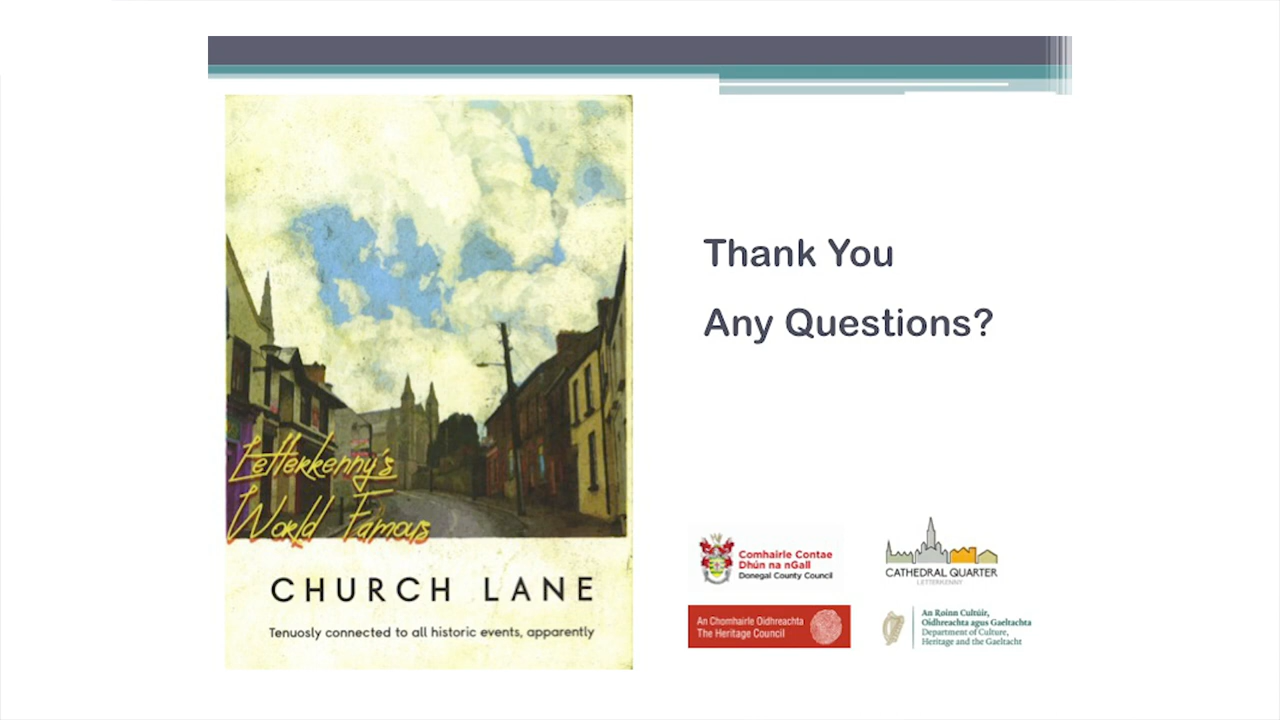 Letterkenny's
World Famous
CHURCH LANE
Tenuosly connected to all historic events, apparently
Thank You
Any Questions?
Comhairle Contae
Dhún na nGall
Donegal County Council
CATHEDRAL QUARTER
LETTERKENNY
An Chomhairle Oidhreachta
The Heritage Council
An Roinn Cultúir,
Oidhreachta agus Gaeltachta
Department of Culture,
Heritage and the Gaeltacht